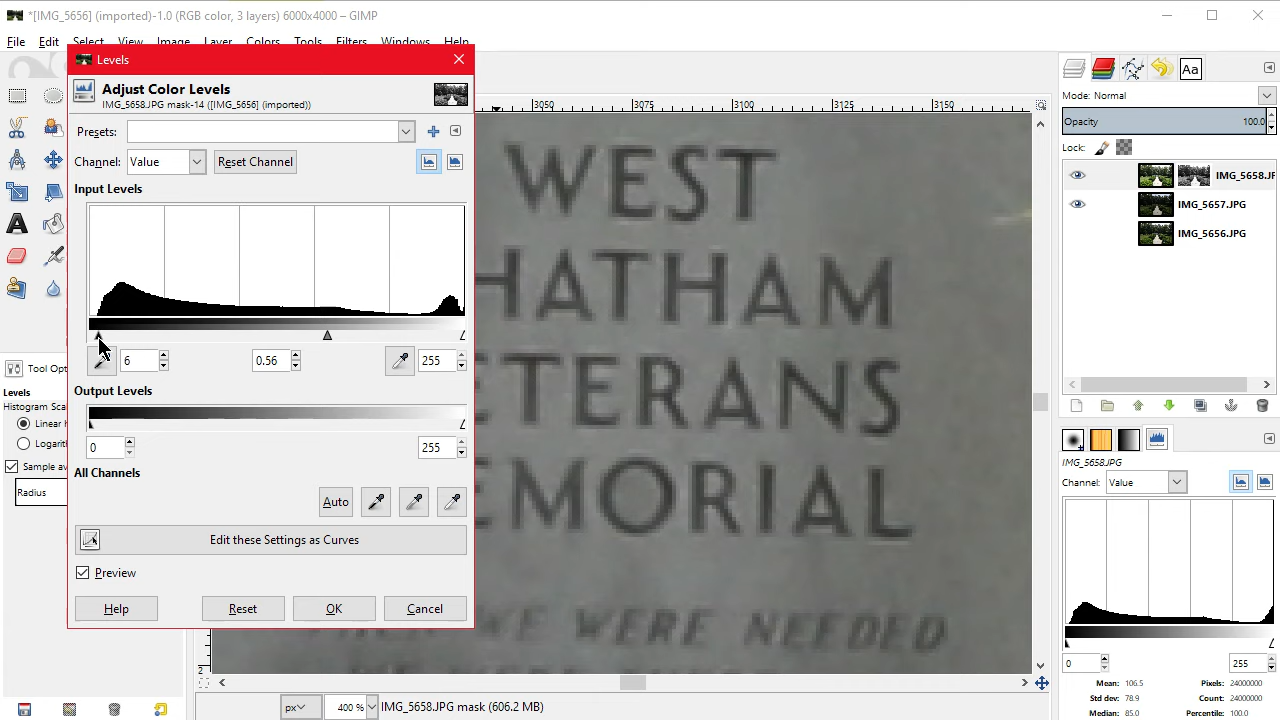 *[IMG_5656] (imported)-1.0 (RGB color, 3 layers) 6000x4000 – GIMP
File Edit Select View Image Layer Colors Tools Filters Windows Help
Levels
Adjust Color Levels
IMG_5658.JPG mask-14 ([IMG_5656] (imported))
Presets:
Channel: Value Reset Channel
Input Levels
6 0.56 255
Output Levels
0 255
All Channels
Auto
Edit these Settings as Curves
Preview
Help Reset OK Cancel
Tool Opt
Levels
Histogram Sca
Linear h
Logarith
Sample av
Radius
3050 3075 3100 3125 3150
WEST
HATHAM
ETERANS
EMORIAL
WE WERE NEEDED
px 400 % IMG_5658.JPG mask (606.2 MB)
Aa
Mode: Normal
Opacity 100.0
Lock:
IMG_5658.JF
IMG_5657.JPG
IMG_5656.JPG
IMG_5658.JPG
Channel: Value
0 255
Mean: 106.5 Pixels: 24000000
Std dev: 78.9 Count: 24000000
Median: 85.0 Percentile: 100.0